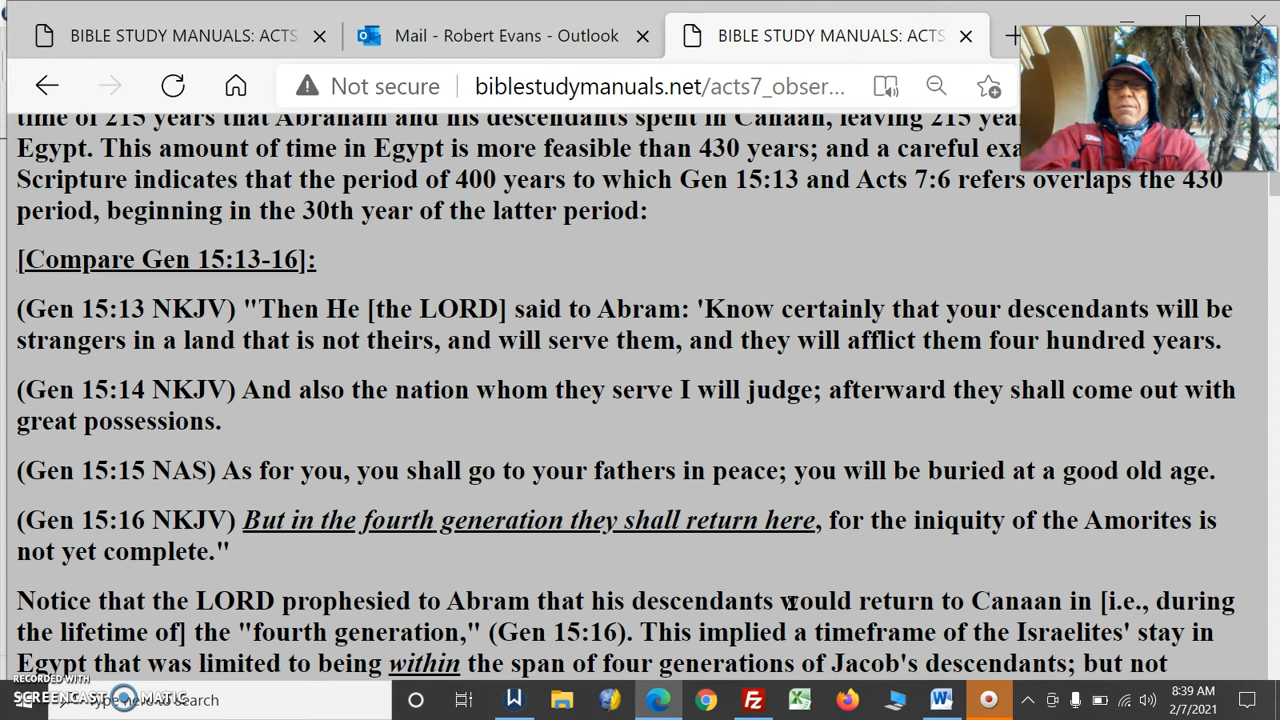 BIBLE STUDY MANUALS: ACTS
Mail - Robert Evans - Outlook
BIBLE STUDY MANUALS: ACTS
Not secure
biblestudymanuals.net/acts7_obser...
time of 215 years that Abraham and his descendants spent in Canaan, leaving 215
Egypt. This amount of time in Egypt is more feasible than 430 years; and a careful
Scripture indicates that the period of 400 years to which Gen 15:13 and Acts 7:6 refers overlaps the 430
period, beginning in the 30th year of the latter period:
[Compare Gen 15:13-16]:
(Gen 15:13 NKJV) "Then He [the LORD] said to Abram: 'Know certainly that your descendants will be
strangers in a land that is not theirs, and will serve them, and they will afflict them four hundred years.
(Gen 15:14 NKJV) And also the nation whom they serve I will judge; afterward they shall come out with
great possessions.
(Gen 15:15 NAS) As for you, you shall go to your fathers in peace; you will be buried at a good old age.
(Gen 15:16 NKJV) But in the fourth generation they shall return here, for the iniquity of the Amorites is
not yet complete."
Notice that the LORD prophesied to Abram that his descendants would return to Canaan in [i.e., during
the lifetime of] the "fourth generation," (Gen 15:16). This implied a timeframe of the Israelites' stay in
Egypt that was limited to being within the span of four generations of Jacob's descendants; but not
RECORDED WITH
SCREENCAST MATIC
Type here to search
8:39 AM
2/7/2021